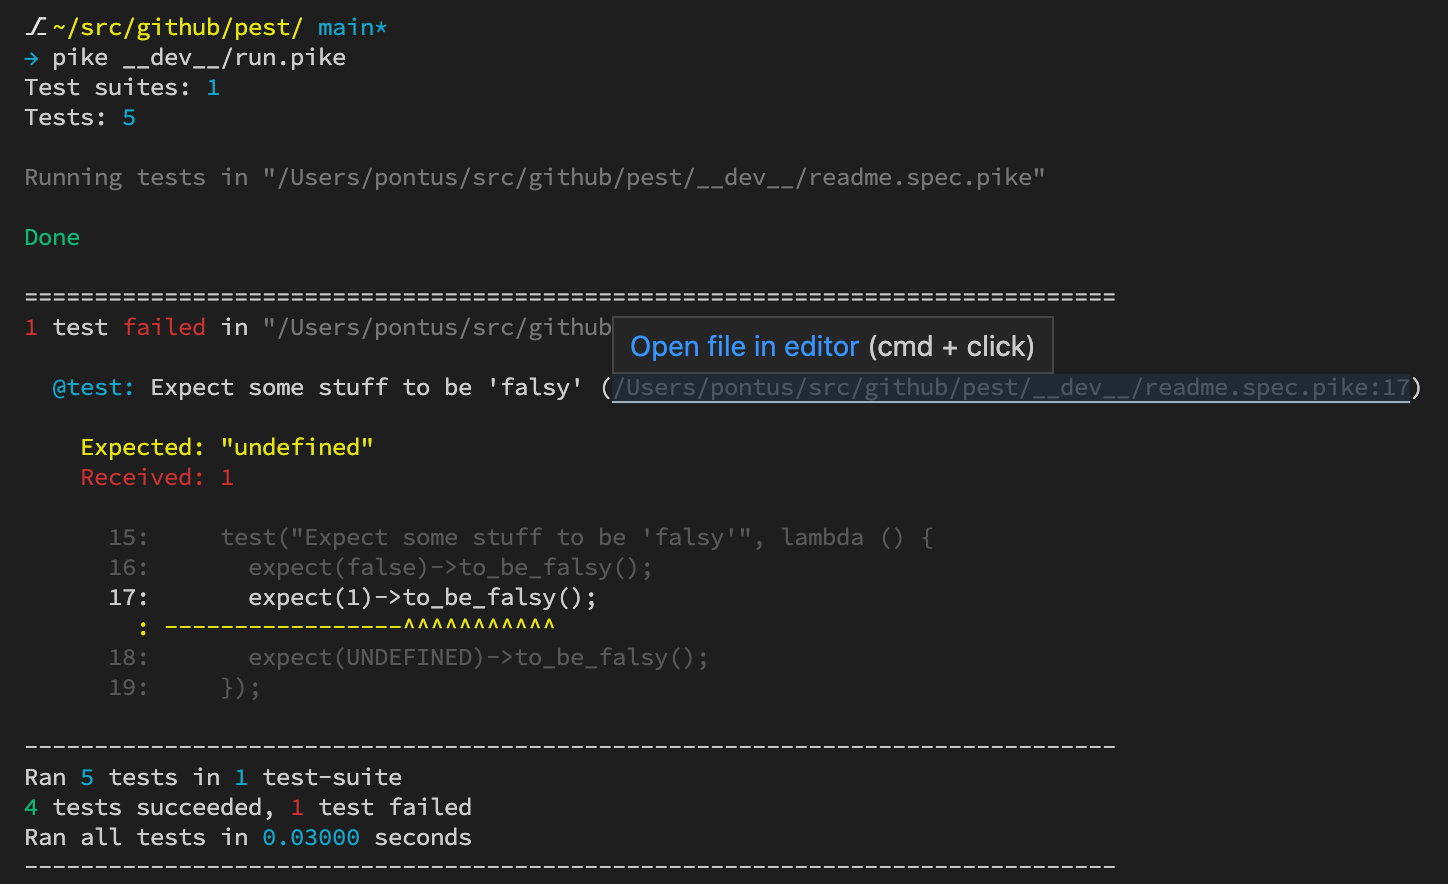 ~/src/github/pest/ main*
→ pike __dev__/run.pike
Test suites: 1
Tests: 5
Running tests in "/Users/pontus/src/github/pest/__dev__/readme.spec.pike"
Done
==============================================================================
1 test failed in "/Users/pontus/src/github
Open file in editor (cmd + click)
@test: Expect some stuff to be 'falsy' (/Users/pontus/src/github/pest/__dev__/readme.spec.pike:17)
Expected: "undefined"
Received: 1
15: test("Expect some stuff to be 'falsy'", lambda () {
16: expect(false)->to_be_falsy();
17: expect(1)->to_be_falsy();
: -----------------^^^^^^^^^^^
18: expect(UNDEFINED)->to_be_falsy();
19: });
------------------------------------------------------------------------------
Ran 5 tests in 1 test-suite
4 tests succeeded, 1 test failed
Ran all tests in 0.03000 seconds
------------------------------------------------------------------------------